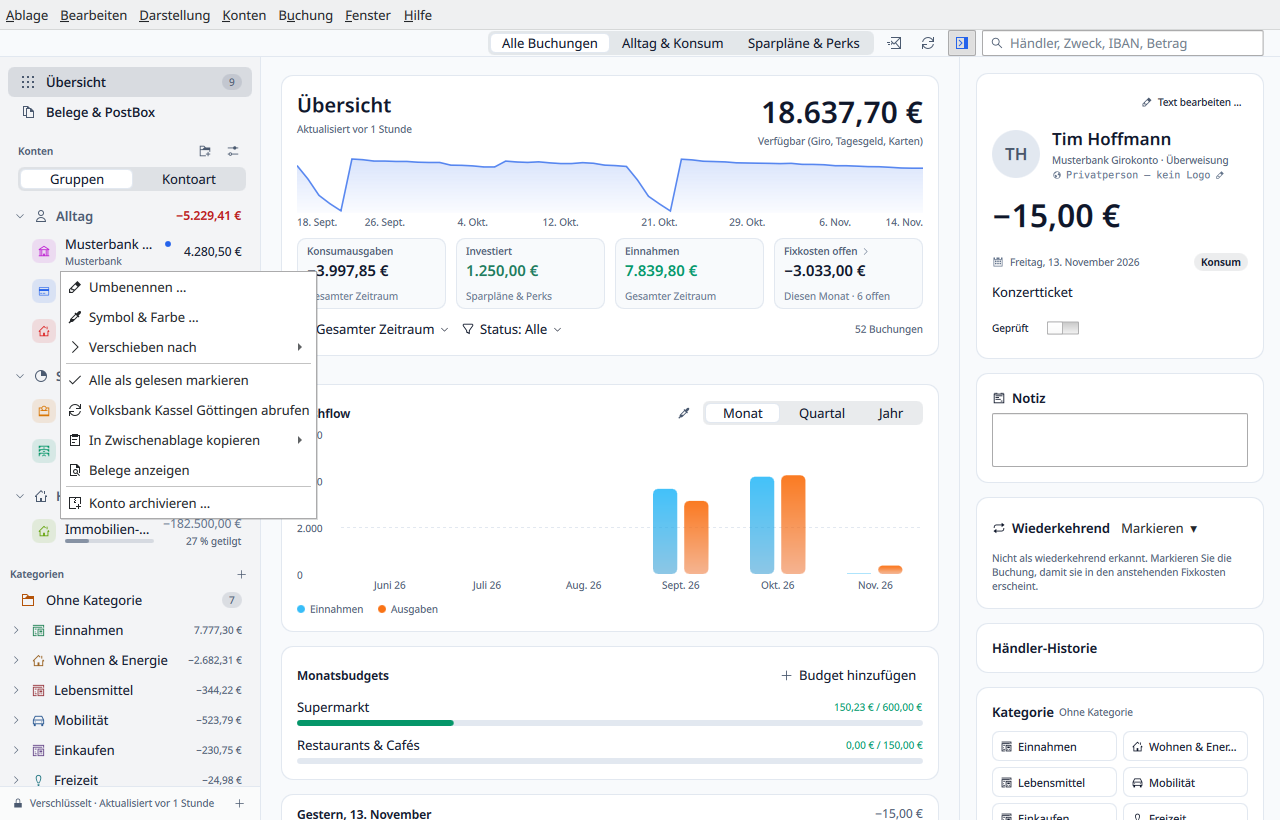 Ablage Bearbeiten Darstellung Konten Buchung Fenster Hilfe
Alle Buchungen Alltag & Konsum Sparpläne & Perks Händler, Zweck, IBAN, Betrag
Übersicht 9
Belege & PostBox
Konten
Gruppen Kontoart
Alltag −5.229,41 €
Musterbank ... 4.280,50 €
Musterbank
Umbenennen ...
Symbol & Farbe ...
Verschieben nach
Alle als gelesen markieren
Volksbank Kassel Göttingen abrufen
In Zwischenablage kopieren
Belege anzeigen
Konto archivieren ...
Immobilien-... −182.500,00 €
27 % getilgt
Kategorien
Ohne Kategorie 7
Einnahmen 7.777,30 €
Wohnen & Energie −2.682,31 €
Lebensmittel −344,22 €
Mobilität −523,79 €
Einkaufen −230,75 €
Freizeit −24,98 €
Verschlüsselt · Aktualisiert vor 1 Stunde
Übersicht 18.637,70 €
Aktualisiert vor 1 Stunde Verfügbar (Giro, Tagesgeld, Karten)
18. Sept. 26. Sept. 4. Okt. 12. Okt. 21. Okt. 29. Okt. 6. Nov. 14. Nov.
Konsumausgaben Investiert Einnahmen Fixkosten offen
−3.997,85 € 1.250,00 € 7.839,80 € −3.033,00 €
esamter Zeitraum Sparpläne & Perks Gesamter Zeitraum Diesen Monat · 6 offen
Gesamter Zeitraum Status: Alle 52 Buchungen
hflow Monat Quartal Jahr
0
0
2.000
0
Juni 26 Juli 26 Aug. 26 Sept. 26 Okt. 26 Nov. 26
Einnahmen Ausgaben
Monatsbudgets Budget hinzufügen
Supermarkt 150,23 € / 600,00 €
Restaurants & Cafés 0,00 € / 150,00 €
Gestern, 13. November −15,00 €
Text bearbeiten ...
TH Tim Hoffmann
Musterbank Girokonto · Überweisung
Privatperson – kein Logo
−15,00 €
Freitag, 13. November 2026 Konsum
Konzertticket
Geprüft
Notiz
Wiederkehrend Markieren ▾
Nicht als wiederkehrend erkannt. Markieren Sie die
Buchung, damit sie in den anstehenden Fixkosten
erscheint.
Händler-Historie
Kategorie Ohne Kategorie
Einnahmen Wohnen & Ener...
Lebensmittel Mobilität
Einkaufen Freizeit